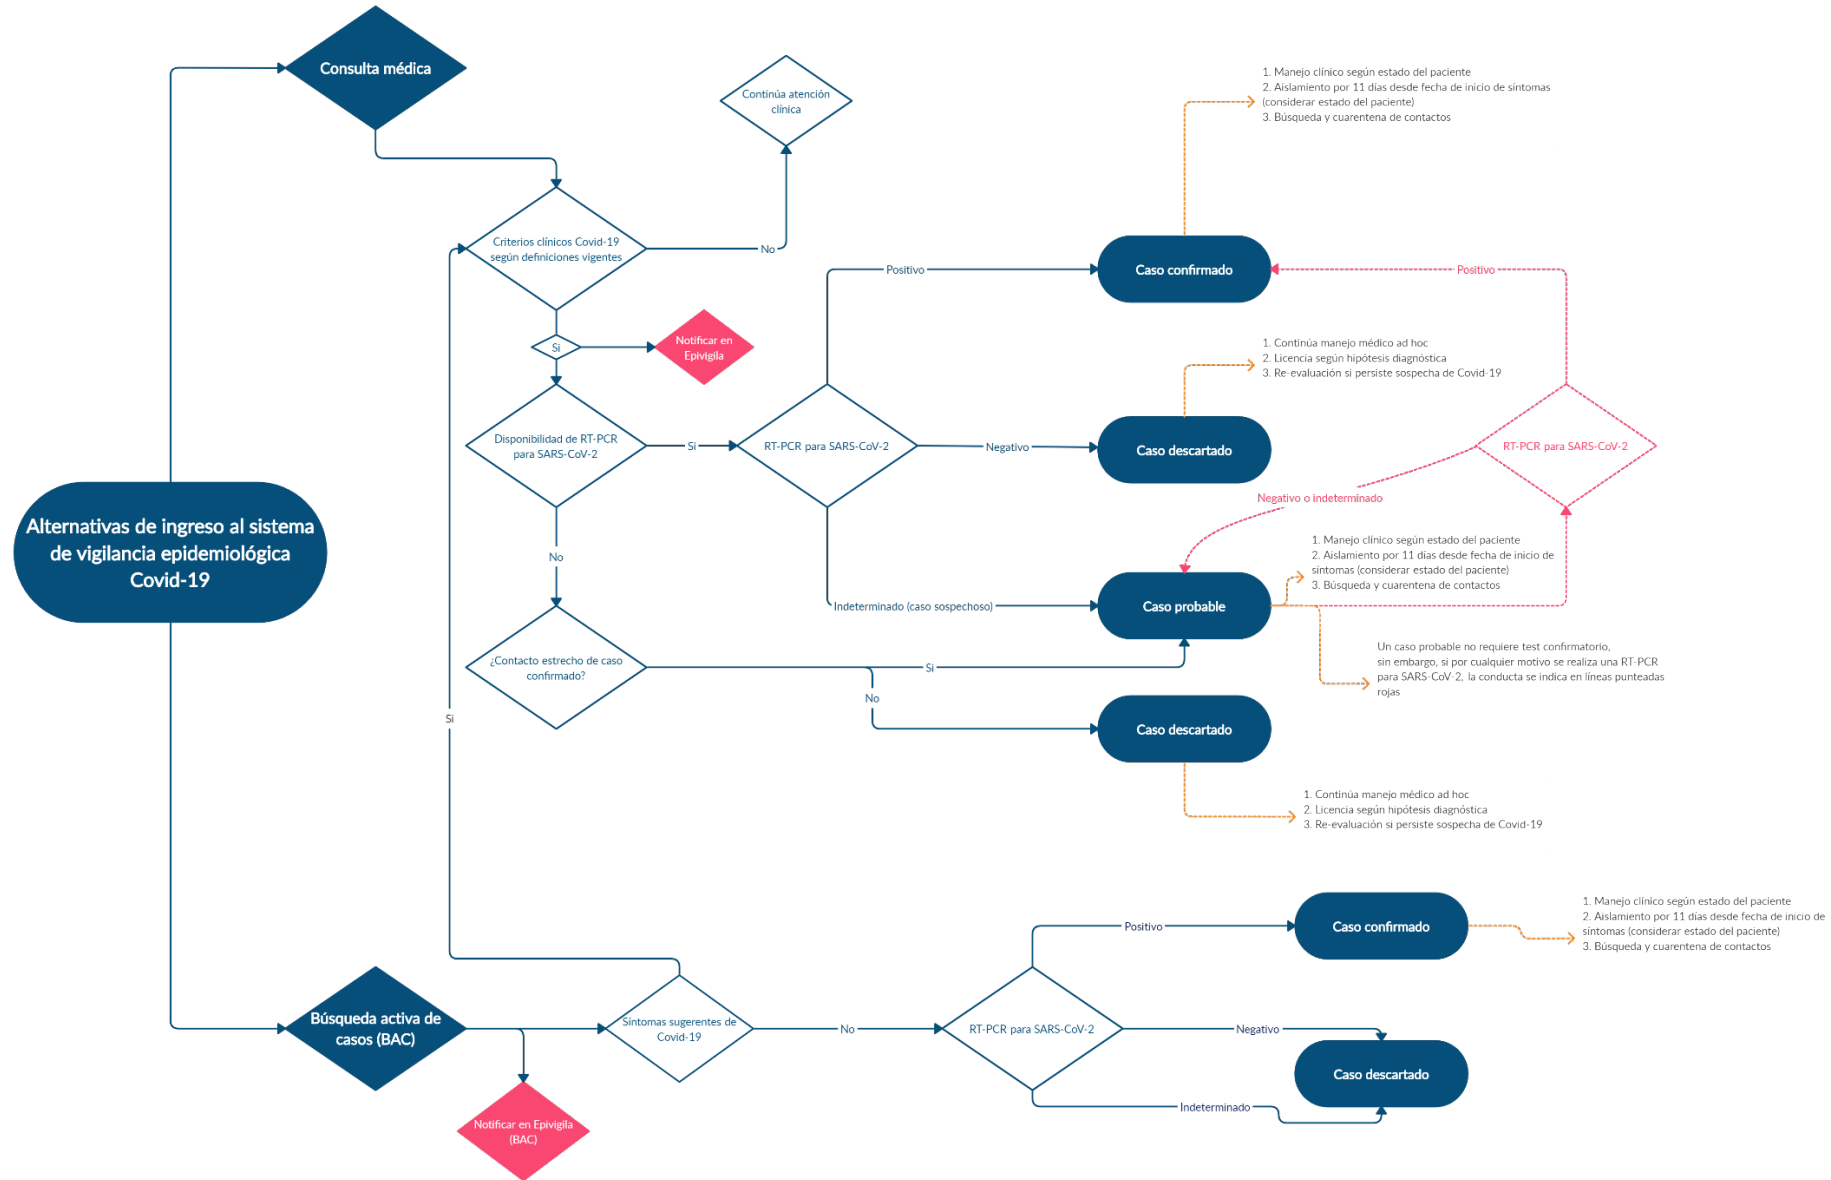 Consulta médica
Continúa atención
clínica
1. Manejo clínico según estado del paciente
2. Aislamiento por 11 días desde fecha de inicio de síntomas
(considerar estado del paciente)
3. Búsqueda y cuarentena de contactos
Criterios clínicos Covid-19
según definiciones vigentes
No
Positivo
Caso confirmado
Positivo
Si
Notificar en
Epivigila
1. Continúa manejo médico ad hoc
2. Licencia según hipótesis diagnóstica
3. Re-evaluación si persiste sospecha de Covid-19
Disponibilidad de RT-PCR
para SARS-CoV-2
Si
RT-PCR para SARS-CoV-2
Negativo
Caso descartado
RT-PCR para SARS-CoV-2
Negativo o indeterminado
Alternativas de ingreso al sistema
de vigilancia epidemiológica
Covid-19
No
1. Manejo clínico según estado del paciente
2. Aislamiento por 11 días desde fecha de inicio de
síntomas (considerar estado del paciente)
3. Búsqueda y cuarentena de contactos
Indeterminado (caso sospechoso)
Caso probable
Un caso probable no requiere test confirmatorio,
sin embargo, si por cualquier motivo se realiza una RT-PCR
para SARS-CoV-2, la conducta se indica en líneas punteadas
rojas
¿Contacto estrecho de caso
confirmado?
Si
No
Si
Caso descartado
1. Continúa manejo médico ad hoc
2. Licencia según hipótesis diagnóstica
3. Re-evaluación si persiste sospecha de Covid-19
Positivo
Caso confirmado
1. Manejo clínico según estado del paciente
2. Aislamiento por 11 días desde fecha de inicio de
síntomas (considerar estado del paciente)
3. Búsqueda y cuarentena de contactos
Búsqueda activa de
casos (BAC)
Síntomas sugerentes de
Covid-19
No
RT-PCR para SARS-CoV-2
Negativo
Caso descartado
Indeterminado
Notificar en Epivigila
(BAC)